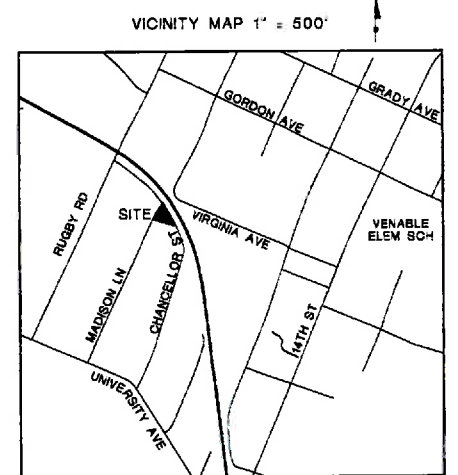 VICINITY MAP 1" = 500'
GRADY AVE
GORDON AVE
VENABLE
ELEM SCH
VIRGINIA AVE
SITE
RUGBY RD
CHANCELLOR ST
MADISON LN
14TH ST
UNIVERSITY AVE